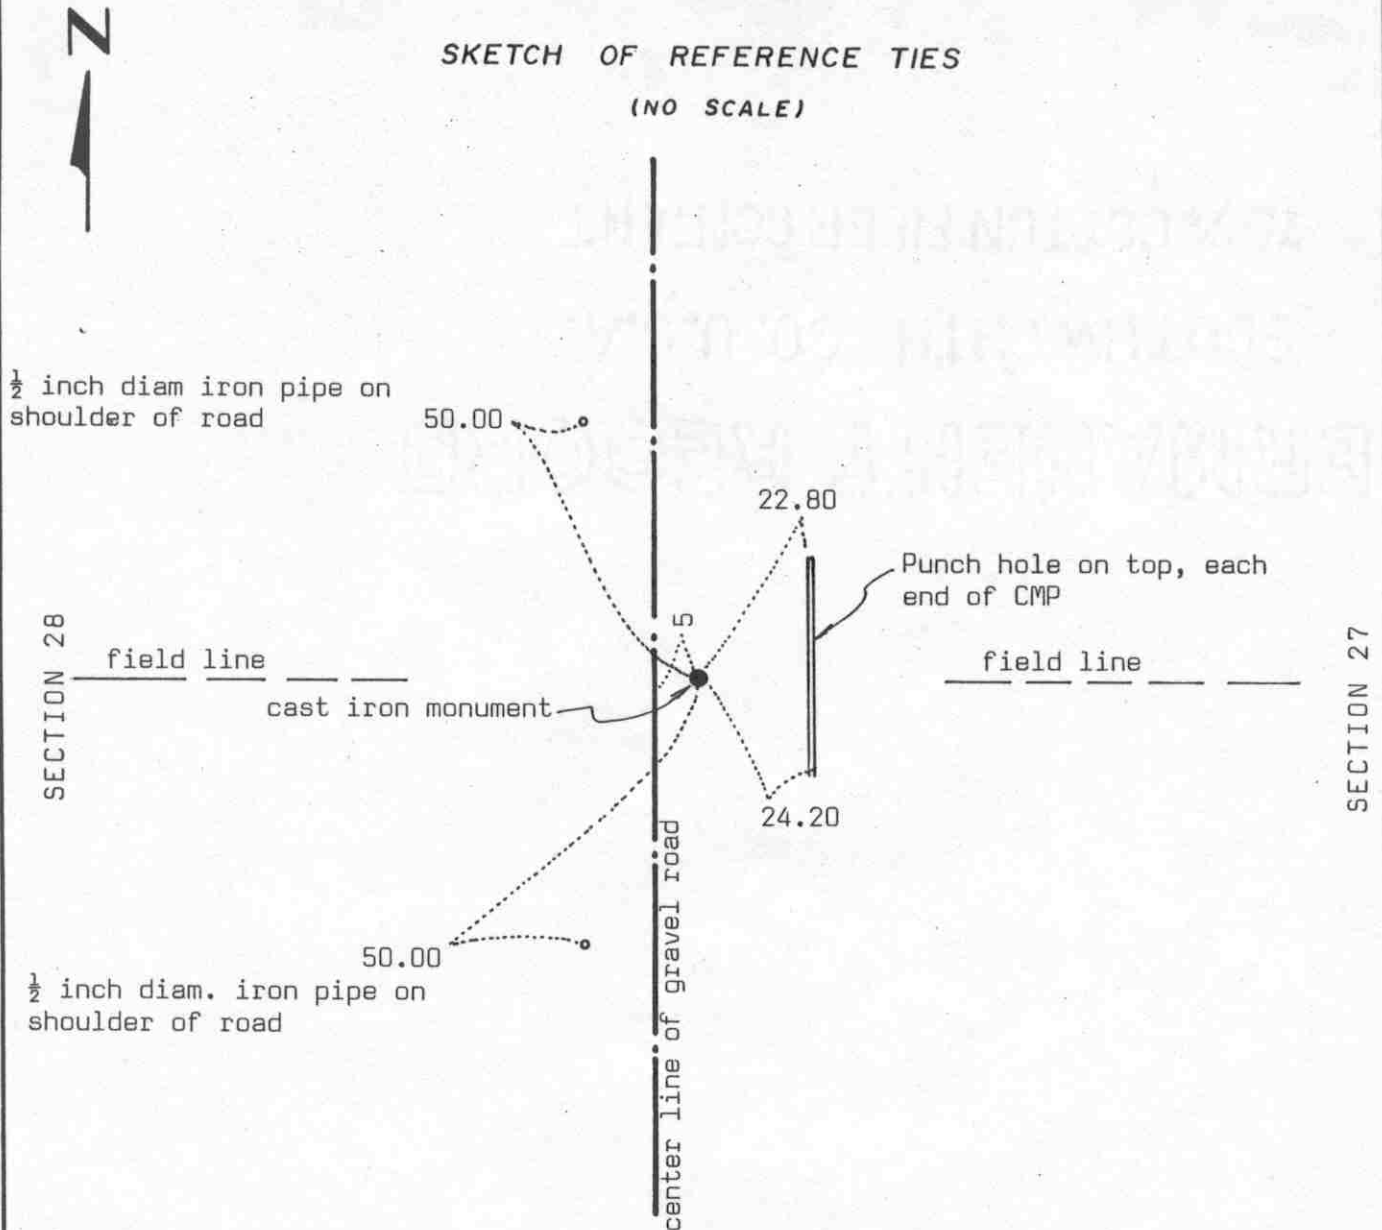 N
SKETCH OF REFERENCE TIES
(NO SCALE)
½ inch diam iron pipe on
shoulder of road
50.00
22.80
Punch hole on top, each
end of CMP
5
SECTION 28
field line
field line
SECTION 27
cast iron monument
24.20
center line of gravel road
50.00
½ inch diam. iron pipe on
shoulder of road